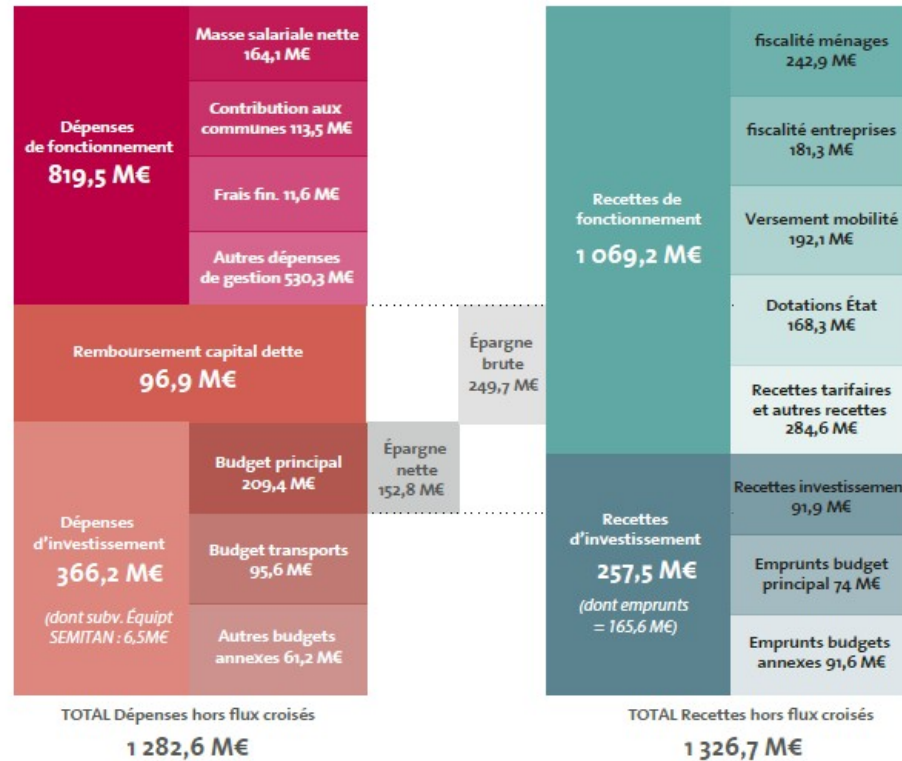 Dépenses
de fonctionnement
819,5 M€
Masse salariale nette
164,1 M€
Contribution aux
communes 113,5 M€
Frais fin. 11,6 M€
Autres dépenses
de gestion 530,3 M€
Remboursement capital dette
96,9 M€
Dépenses
d'investissement
366,2 M€
(dont subv. Équipt
SEMITAN : 6,5M€
Budget principal
209,4 M€
Budget transports
95,6 M€
Autres budgets
annexes 61,2 M€
TOTAL Dépenses hors flux croisés
1 282,6 M€
Épargne
nette
152,8 M€
Épargne
brute
249,7 M€
Recettes de
fonctionnement
1 069,2 M€
fiscalité ménages
242,9 M€
fiscalité entreprises
181,3 M€
Versement mobilité
192,1 M€
Dotations État
168,3 M€
Recettes tarifaires
et autres recettes
284,6 M€
Recettes
d'investissement
257,5 M€
(dont emprunts
= 165,6 M€)
Recettes investissemen
91,9 M€
Emprunts budget
principal 74 M€
Emprunts budgets
annexes 91,6 M€
TOTAL Recettes hors flux croisés
1 326,7 M€